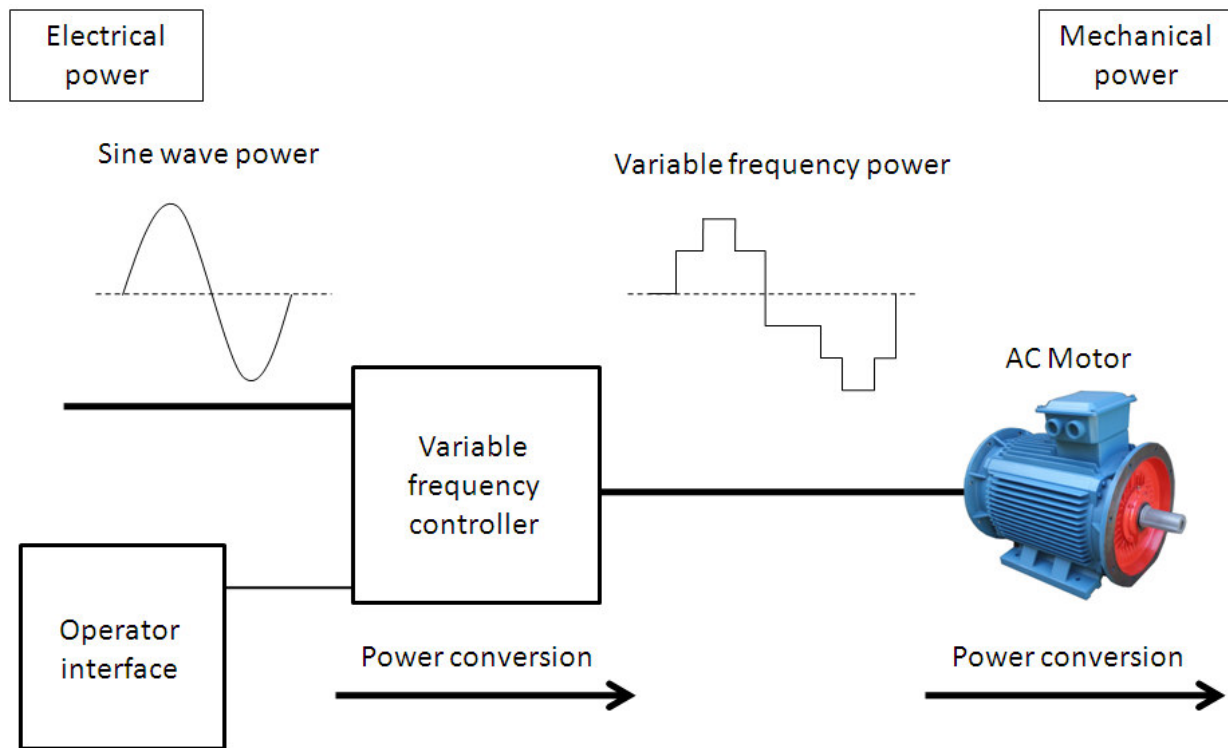 Electrical
power
Mechanical
power
Sine wave power
Variable frequency power
AC Motor
Variable
frequency
controller
Operator
interface
Power conversion
Power conversion